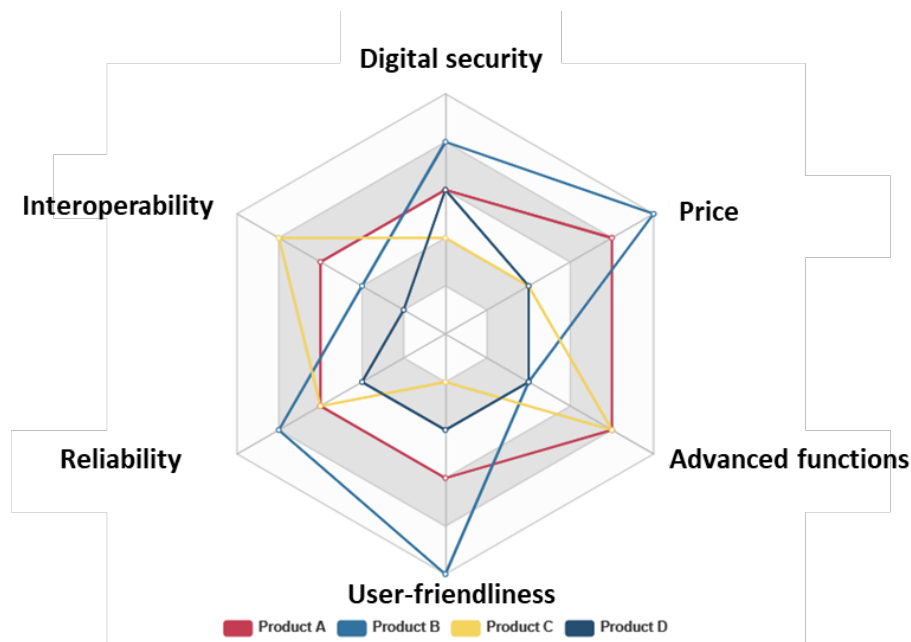 Digital security
Interoperability
Price
Reliability
Advanced functions
User-friendliness
Product A
Product B
Product C
Product D